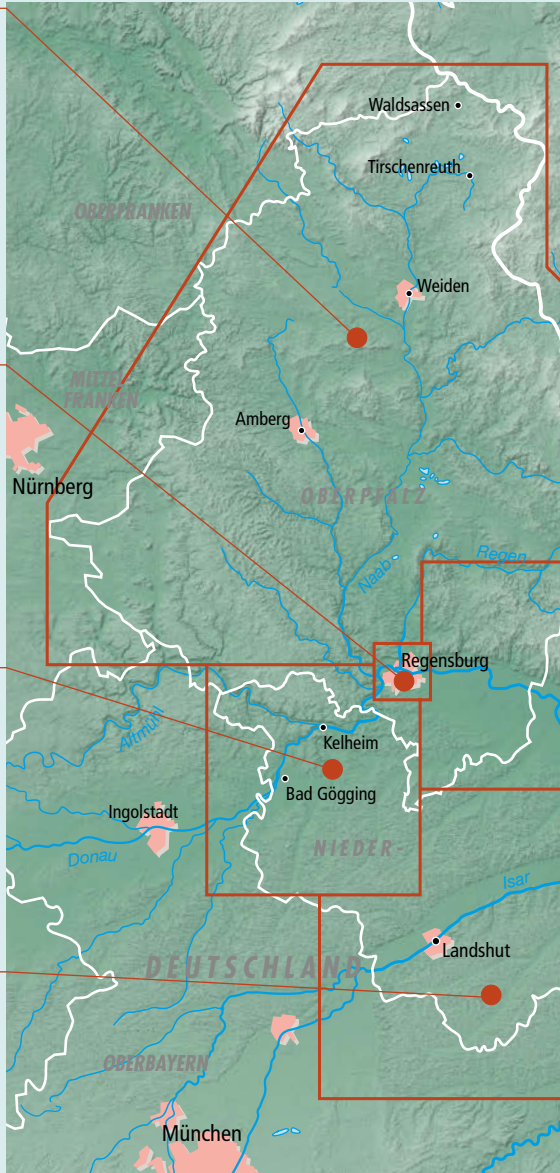 Waldsassen
Tirschenreuth
OBERFRANKEN
Weiden
MITTEL-
FRANKEN
Amberg
Nürnberg
OBERPFALZ
Regen
Naab
Regensburg
Altmühl
Kelheim
Bad Gögging
Ingolstadt
NIEDER-
Donau
Isar
Landshut
DEUTSCHLAND
OBERBAYERN
München